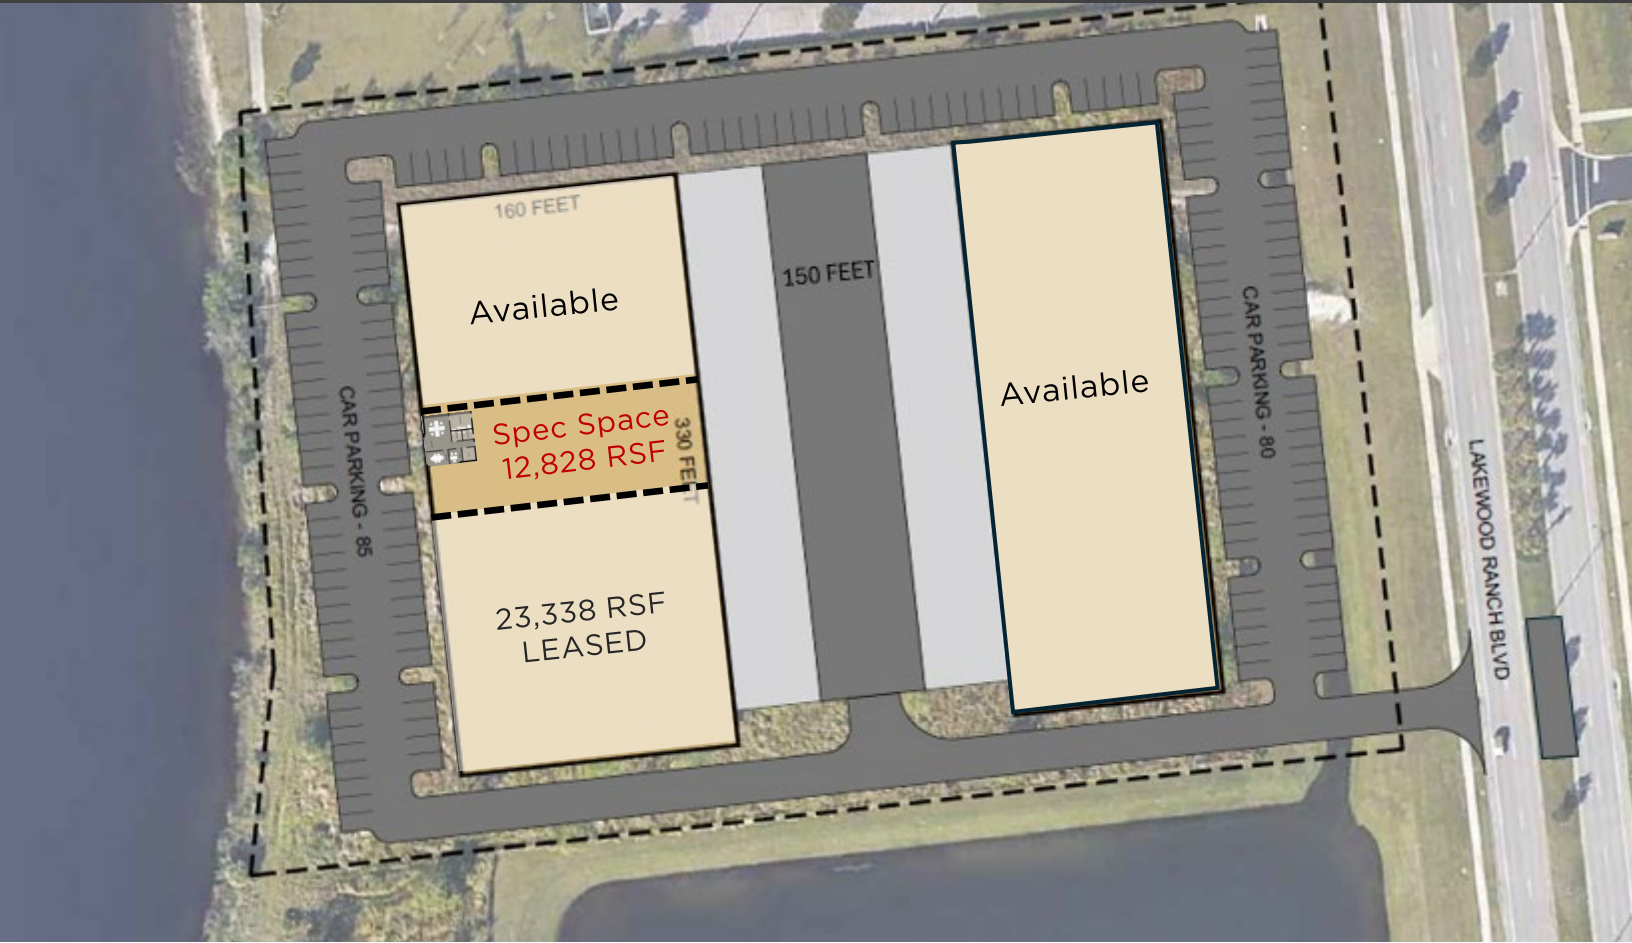 160 FEET
Available
150 FEET
Available
Spec Space
12,828 RSF
330 FEET
23,338 RSF
LEASED
CAR PARKING - 85
CAR PARKING - 80
LAKEWOOD RANCH BLVD